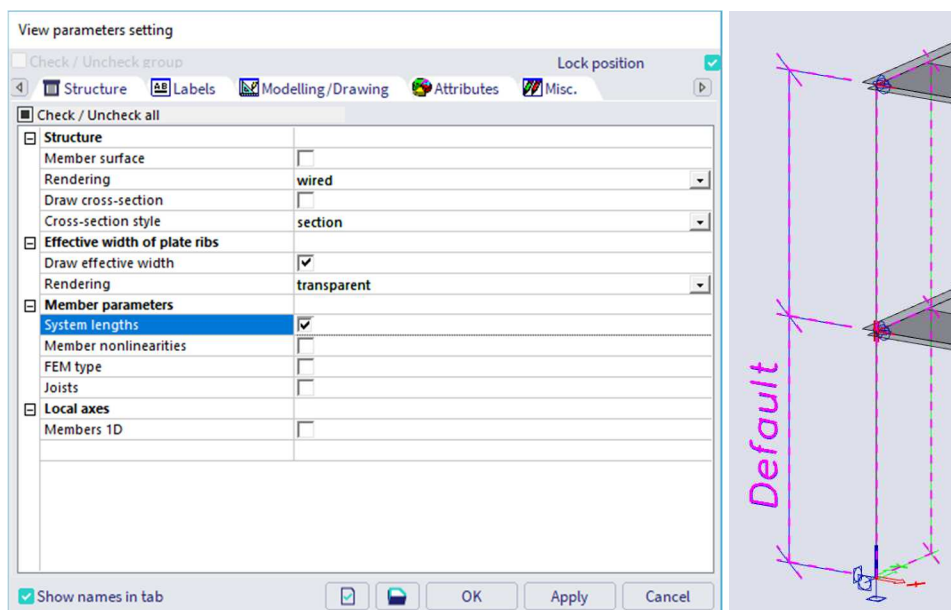 View parameters setting
Check / Uncheck group
Lock position
Structure
Labels
Modelling/Drawing
Attributes
Misc.
Check / Uncheck all
Structure
Member surface
Rendering wired
Draw cross-section
Cross-section style section
Effective width of plate ribs
Draw effective width
Rendering transparent
Member parameters
System lengths
Member nonlinearities
FEM type
Joists
Local axes
Members 1D
Show names in tab
OK
Apply
Cancel
Default